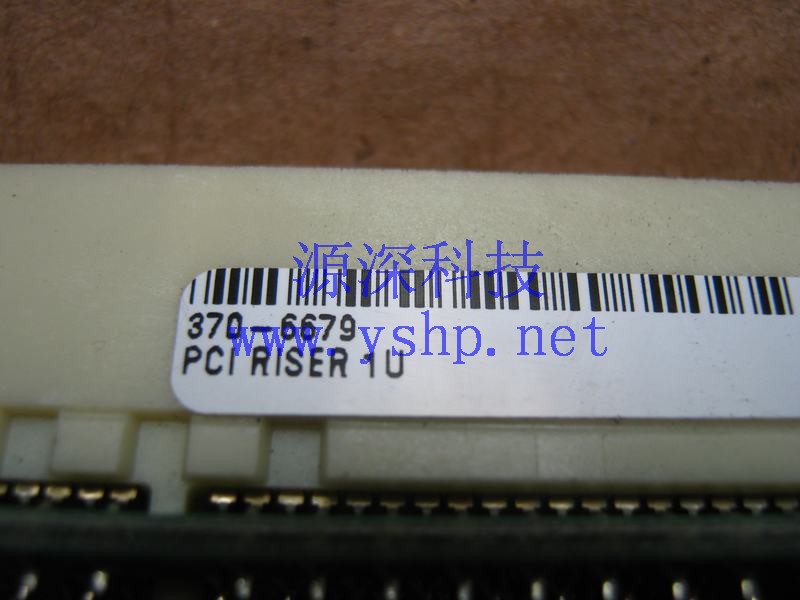 源深科技
370-6679
www.yshp.net
PCI RISER 1U